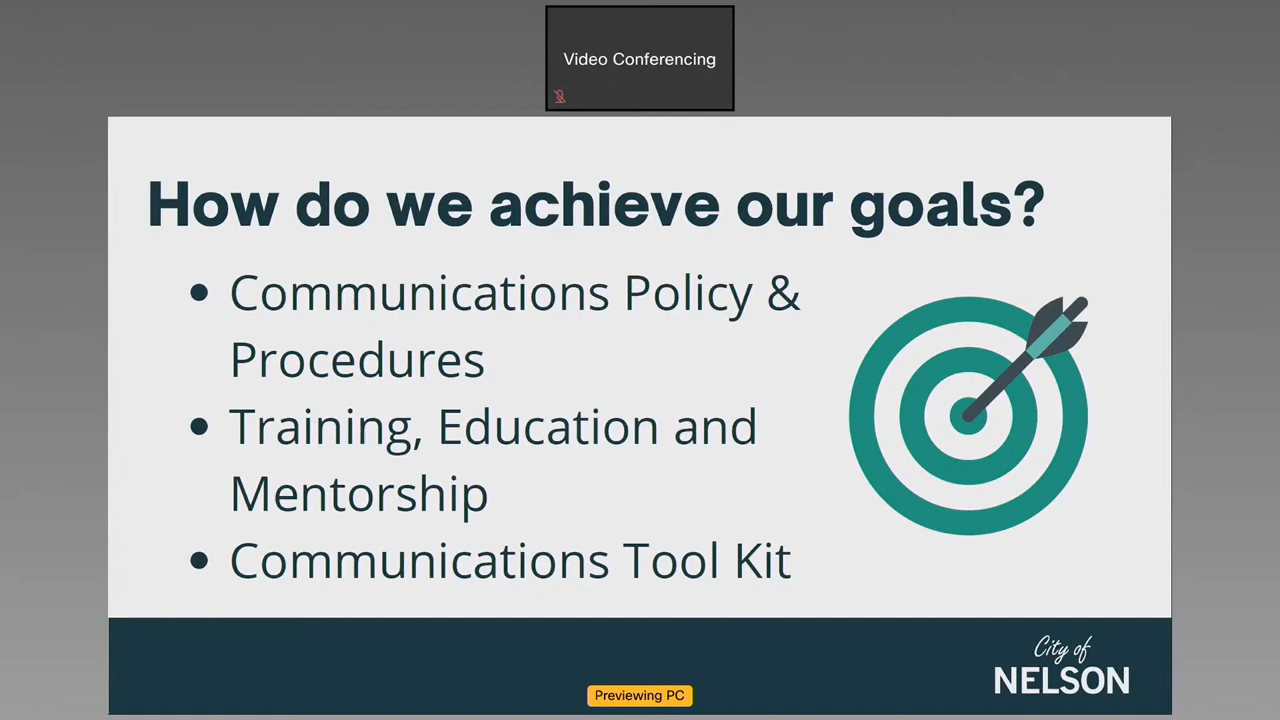 Video Conferencing
How do we achieve our goals?
• Communications Policy &
Procedures
• Training, Education and
Mentorship
• Communications Tool Kit
City of
NELSON
Previewing PC